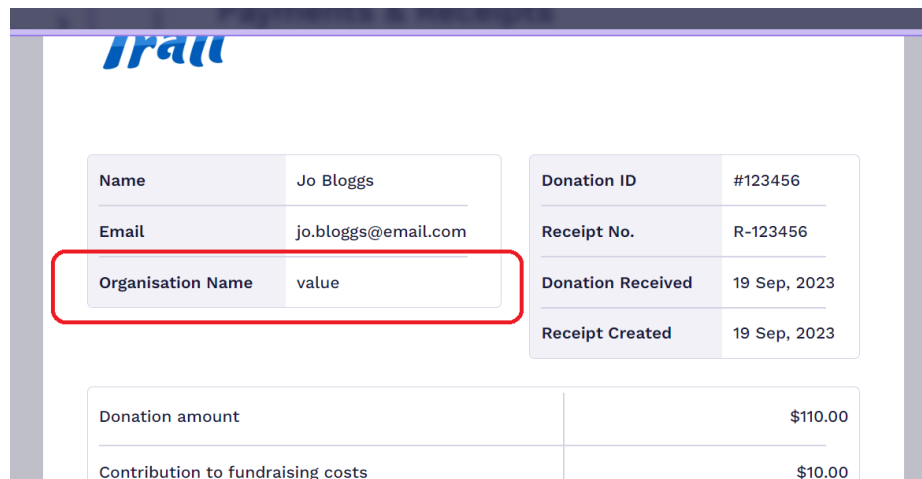 Payments & Receipts
Trail
Name Jo Bloggs
Email jo.bloggs@email.com
Organisation Name value
Donation ID #123456
Receipt No. R-123456
Donation Received 19 Sep, 2023
Receipt Created 19 Sep, 2023
Donation amount $110.00
Contribution to fundraising costs $10.00